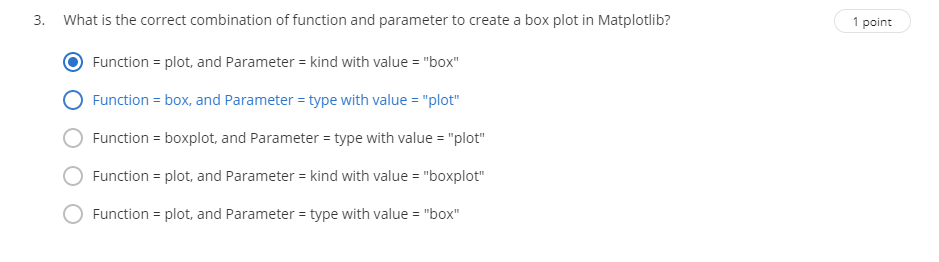 3. What is the correct combination of function and parameter to create a box plot in Matplotlib?
1 point
Function = plot, and Parameter = kind with value = "box"
Function = box, and Parameter = type with value = "plot"
Function = boxplot, and Parameter = type with value = "plot"
Function = plot, and Parameter = kind with value = "boxplot"
Function = plot, and Parameter = type with value = "box"